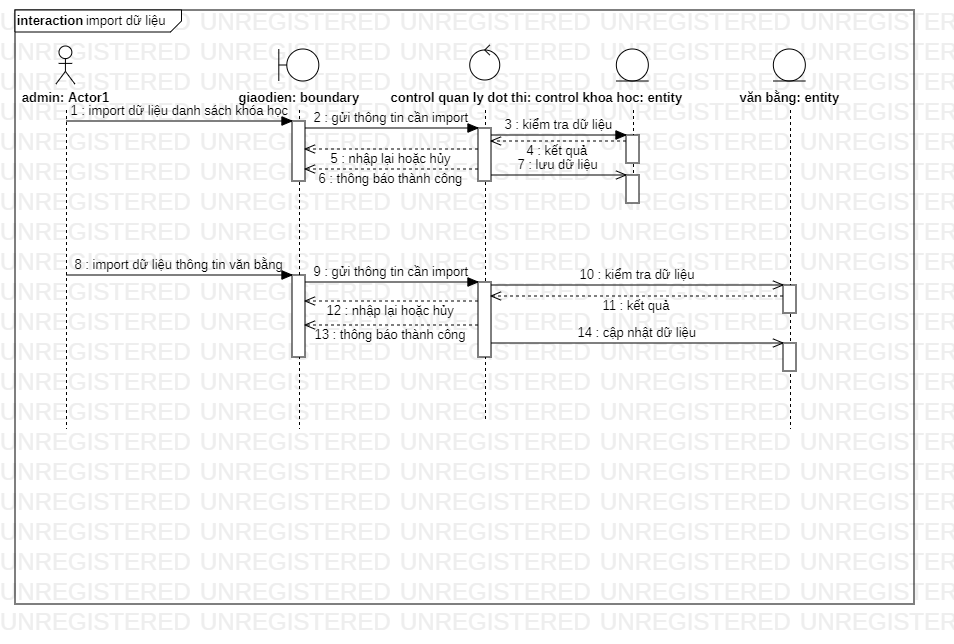 interaction import dữ liệu
admin: Actor1
giaodien: boundary
control quan ly dot thi: control
khoa học: entity
văn bằng: entity
1 : import dữ liệu danh sách khóa học
2 : gửi thông tin cần import
3 : kiểm tra dữ liệu
4 : kết quả
5 : nhập lại hoặc hủy
7 : lưu dữ liệu
6 : thông báo thành công
8 : import dữ liệu thông tin văn bằng
9 : gửi thông tin cần import
10 : kiểm tra dữ liệu
11 : kết quả
12 : nhập lại hoặc hủy
13 : thông báo thành công
14 : cập nhật dữ liệu
UNREGISTERED